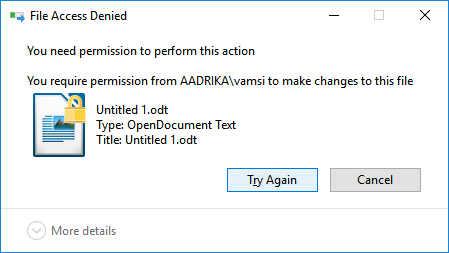 File Access Denied
You need permission to perform this action
You require permission from AADRIKA\vamsi to make changes to this file
Untitled 1.odt
Type: OpenDocument Text
Title: Untitled 1.odt
Try Again
Cancel
More details